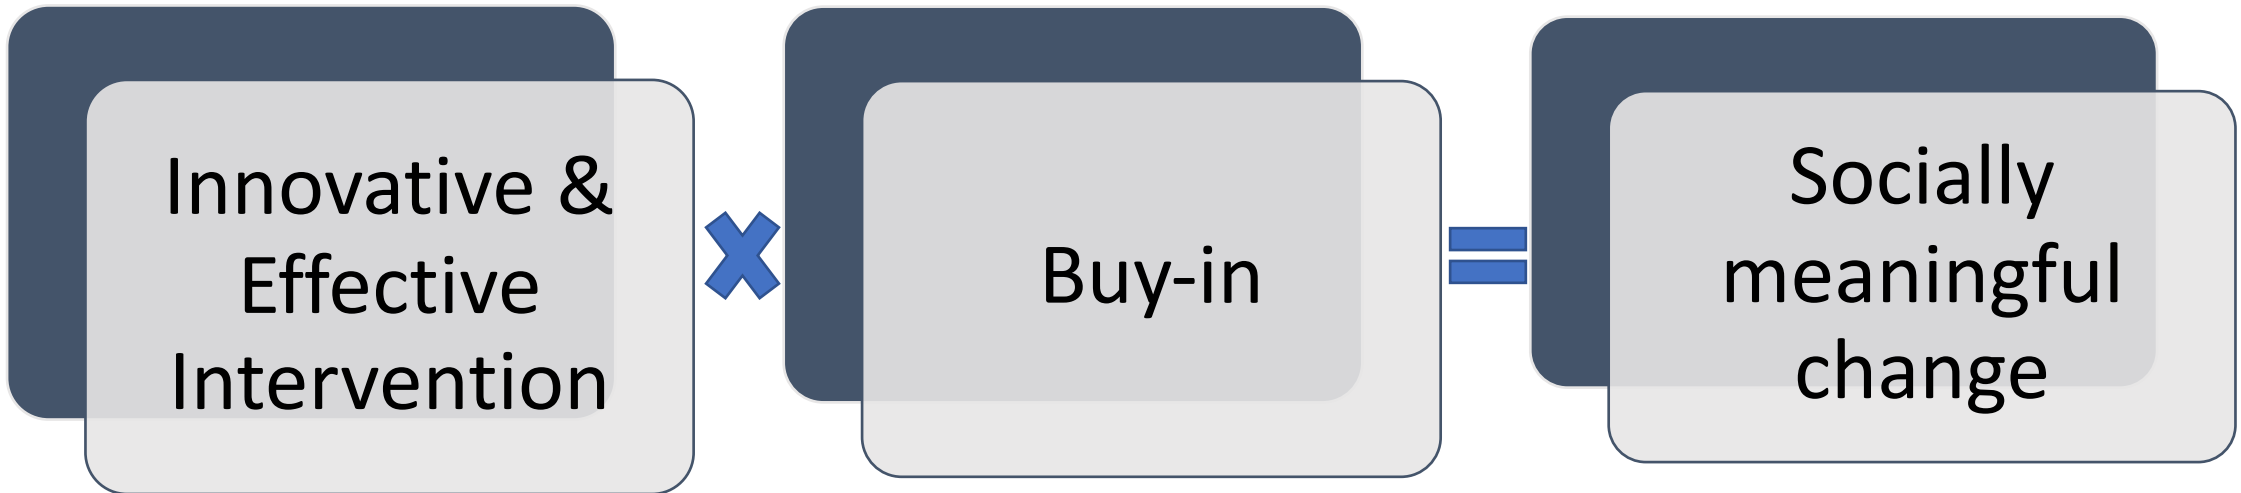 Innovative &
Effective
Intervention
Buy-in
Socially
meaningful
change